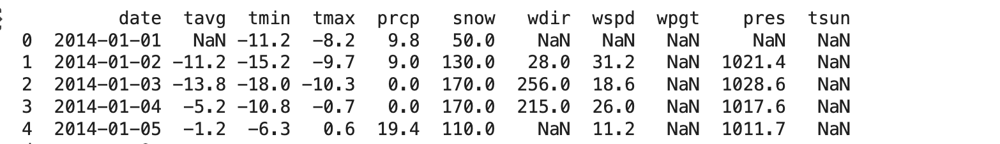 date tavg tmin tmax prcp snow wdir wspd wpgt pres tsun
0 2014-01-01 NaN -11.2 -8.2 9.8 50.0 NaN NaN NaN NaN NaN
1 2014-01-02 -11.2 -15.2 -9.7 9.0 130.0 28.0 31.2 NaN 1021.4 NaN
2 2014-01-03 -13.8 -18.0 -10.3 0.0 170.0 256.0 18.6 NaN 1028.6 NaN
3 2014-01-04 -5.2 -10.8 -0.7 0.0 170.0 215.0 26.0 NaN 1017.6 NaN
4 2014-01-05 -1.2 -6.3 0.6 19.4 110.0 NaN 11.2 NaN 1011.7 NaN